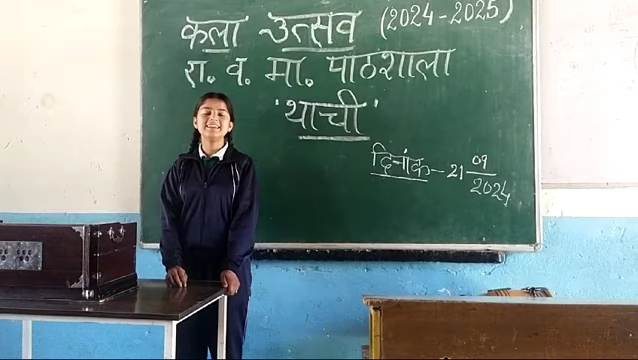 कला उत्सव (2024-2025)
रा. व. मा. पाठशाला
'थाची'
दिनांक - 21 09 2024